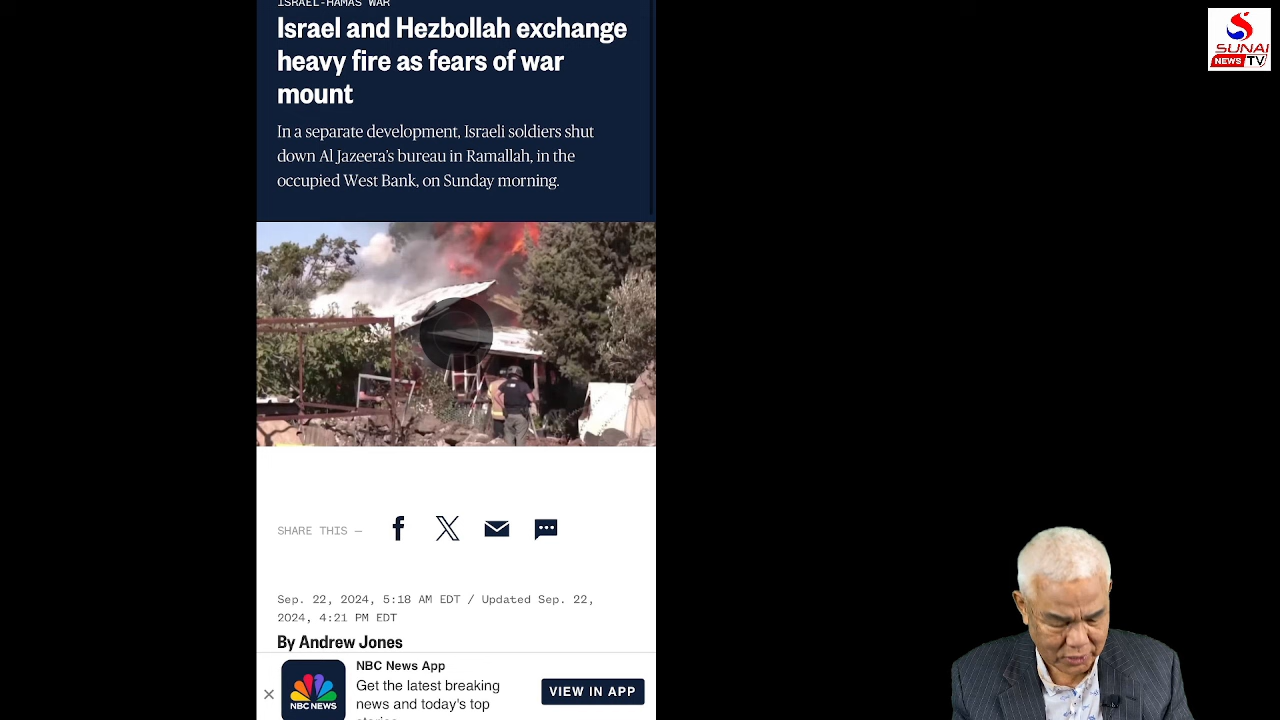 ISRAEL-HAMAS WAR
Israel and Hezbollah exchange
heavy fire as fears of war
mount
In a separate development, Israeli soldiers shut
down Al Jazeera's bureau in Ramallah, in the
occupied West Bank, on Sunday morning.
SHARE THIS —
Sep. 22, 2024, 5:18 AM EDT / Updated Sep. 22,
2024, 4:21 PM EDT
By Andrew Jones
NBC News App
Get the latest breaking
news and today's top
VIEW IN APP
NBC NEWS
SUNAI
NEWS TV